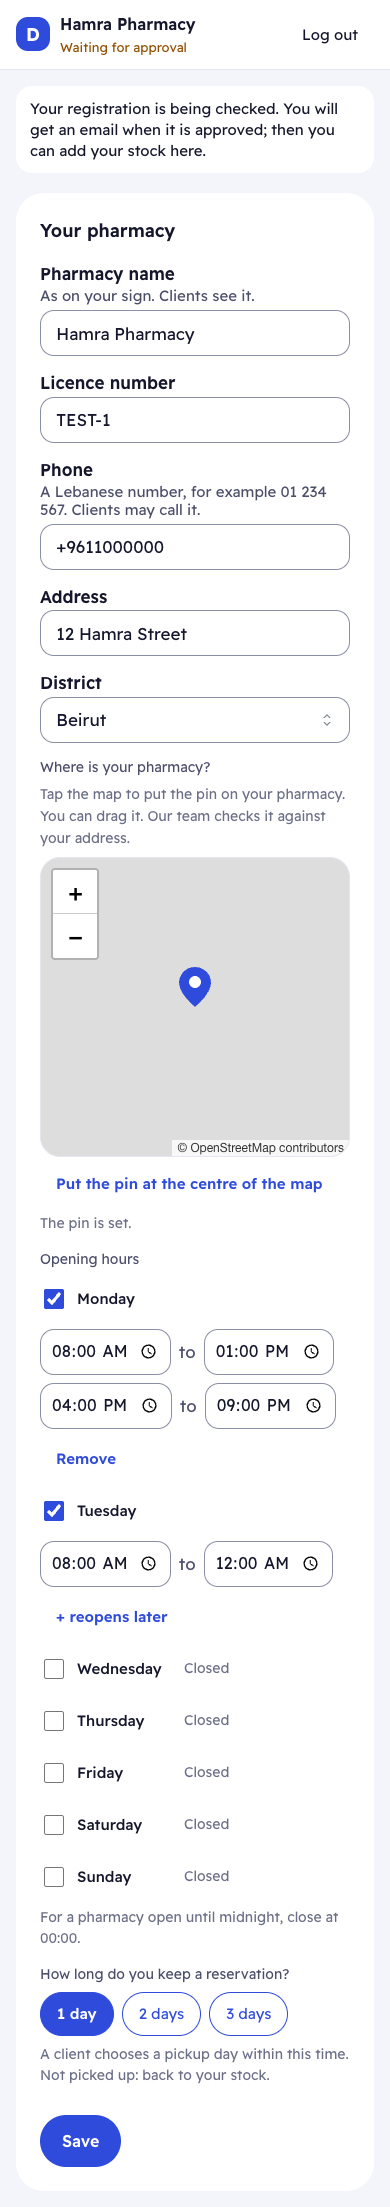 D
Hamra Pharmacy
Waiting for approval
Log out
Your registration is being checked. You will
get an email when it is approved; then you
can add your stock here.
Your pharmacy
Pharmacy name
As on your sign. Clients see it.
Hamra Pharmacy
Licence number
TEST-1
Phone
A Lebanese number, for example 01 234
567. Clients may call it.
+9611000000
Address
12 Hamra Street
District
Beirut
Where is your pharmacy?
Tap the map to put the pin on your pharmacy.
You can drag it. Our team checks it against
your address.
+
−
© OpenStreetMap contributors
Put the pin at the centre of the map
The pin is set.
Opening hours
Monday
08:00 AM to 01:00 PM
04:00 PM to 09:00 PM
Remove
Tuesday
08:00 AM to 12:00 AM
+ reopens later
Wednesday Closed
Thursday Closed
Friday Closed
Saturday Closed
Sunday Closed
For a pharmacy open until midnight, close at
00:00.
How long do you keep a reservation?
1 day 2 days 3 days
A client chooses a pickup day within this time.
Not picked up: back to your stock.
Save